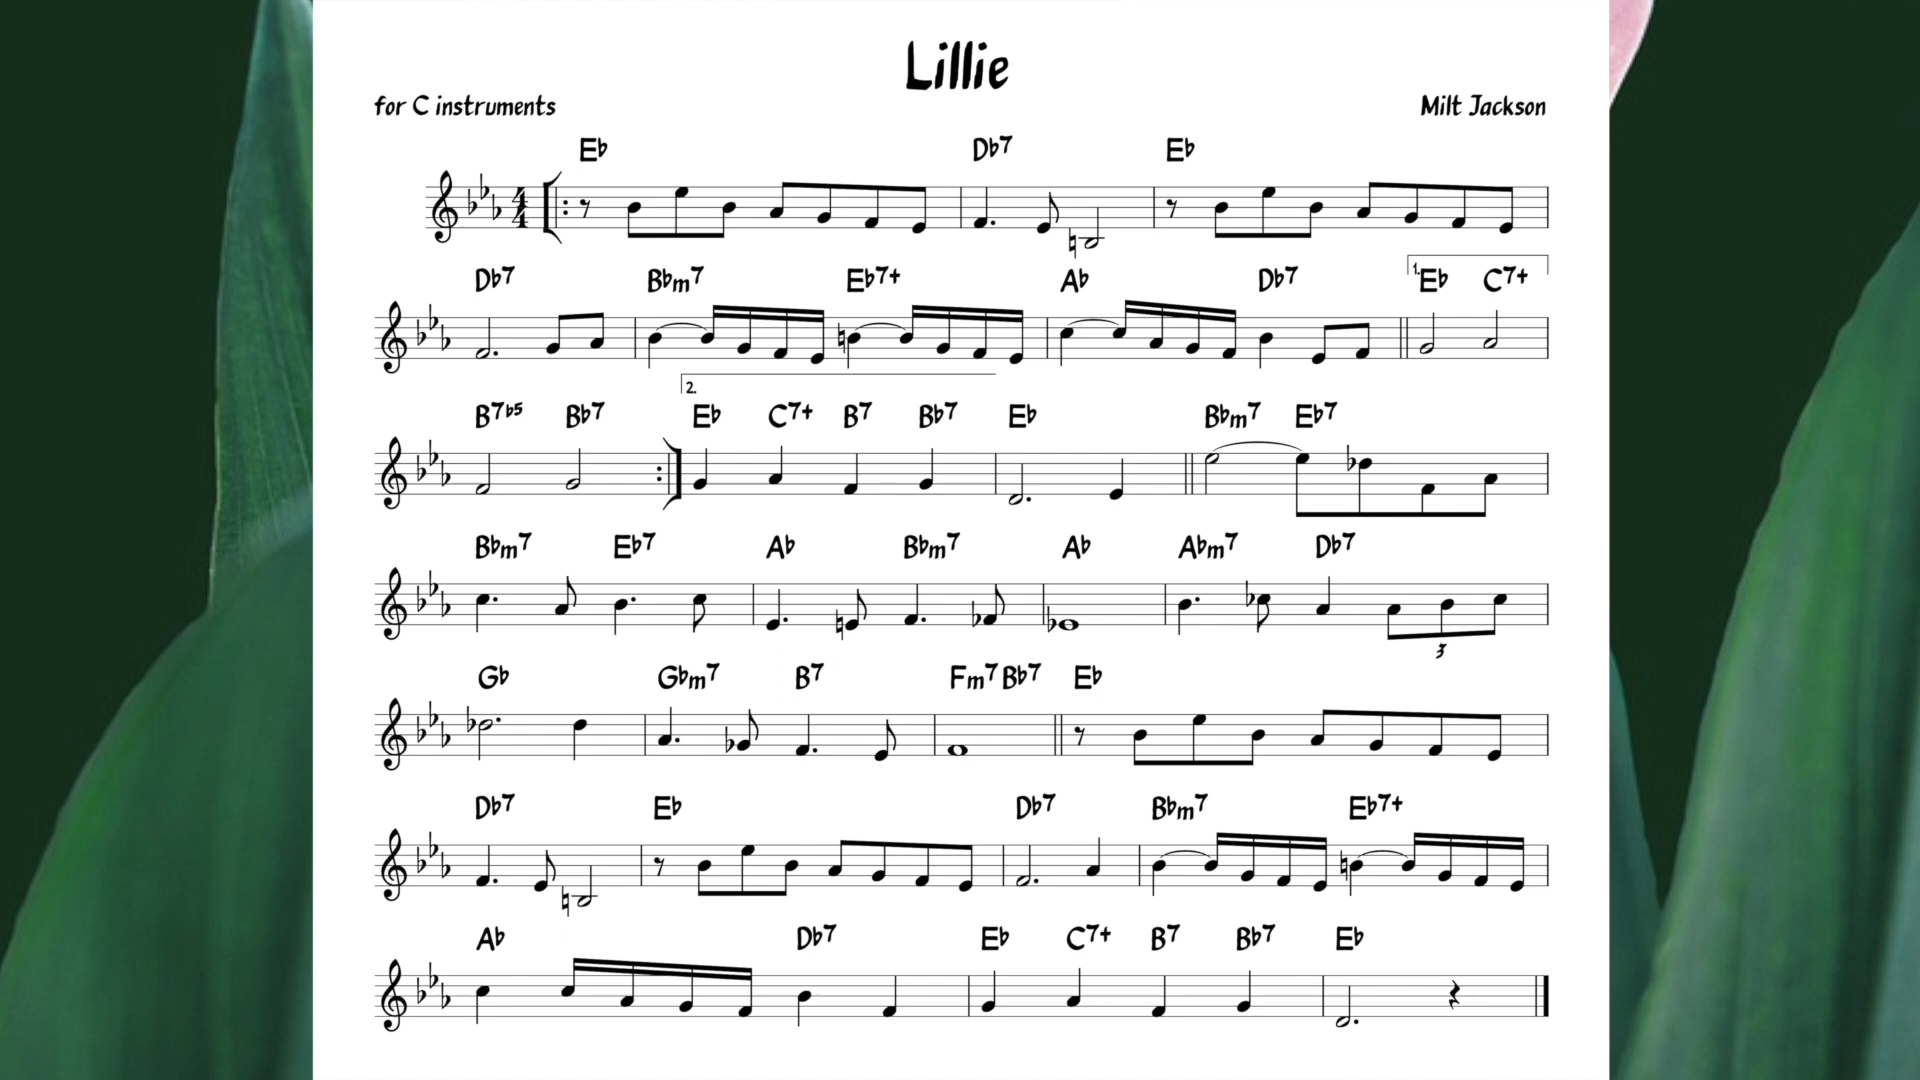 Lillie
for C instruments
Milt Jackson
E♭ D♭7 E♭
4
4
D♭7 B♭m7 E♭7+ A♭ D♭7 1. E♭ C7+
2.
B7♭5 B♭7 E♭ C7+ B7 B♭7 E♭ B♭m7 E♭7
B♭m7 E♭7 A♭ B♭m7 A♭ A♭m7 D♭7
3
G♭ G♭m7 B7 Fm7 B♭7 E♭
D♭7 E♭ D♭7 B♭m7 E♭7+
A♭ D♭7 E♭ C7+ B7 B♭7 E♭